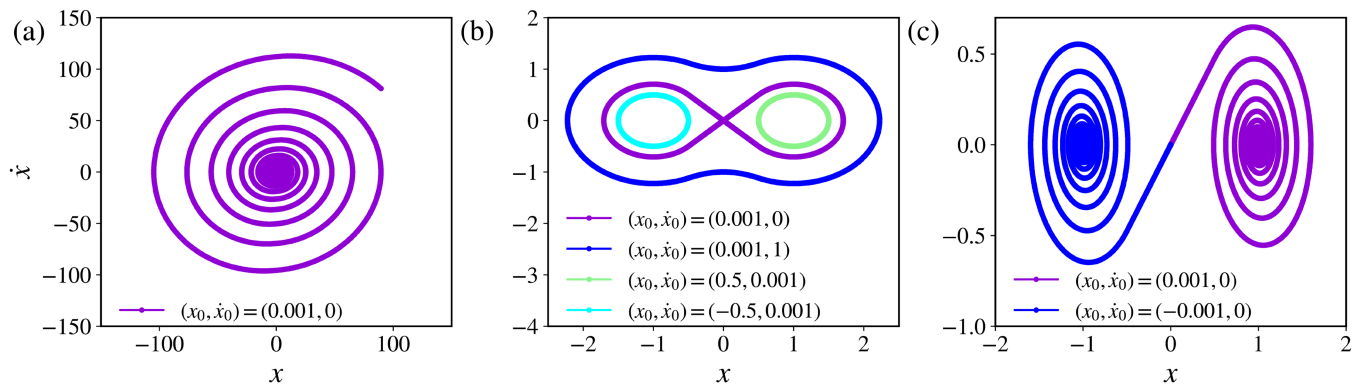 (a)
150
100
50
0
−50
−100
−150
ẋ
−100 0 100
x
(x₀, ẋ₀) = (0.001, 0)
(b)
2
1
0
−1
−2
−3
−4
−2 −1 0 1 2
x
(x₀, ẋ₀) = (0.001, 0)
(x₀, ẋ₀) = (0.001, 1)
(x₀, ẋ₀) = (0.5, 0.001)
(x₀, ẋ₀) = (−0.5, 0.001)
(c)
0.5
0.0
−0.5
−1.0
−2 −1 0 1 2
x
(x₀, ẋ₀) = (0.001, 0)
(x₀, ẋ₀) = (−0.001, 0)